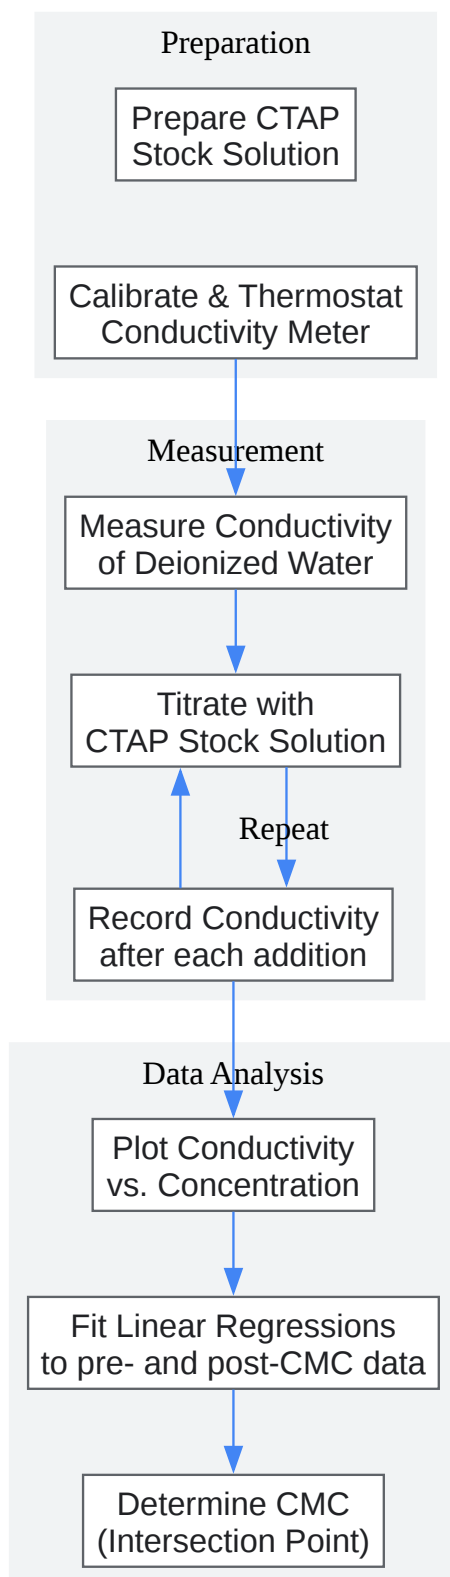 Preparation
Prepare CTAP
Stock Solution
Calibrate & Thermostat
Conductivity Meter
Measurement
Measure Conductivity
of Deionized Water
Titrate with
CTAP Stock Solution
Repeat
Record Conductivity
after each addition
Data Analysis
Plot Conductivity
vs. Concentration
Fit Linear Regressions
to pre- and post-CMC data
Determine CMC
(Intersection Point)